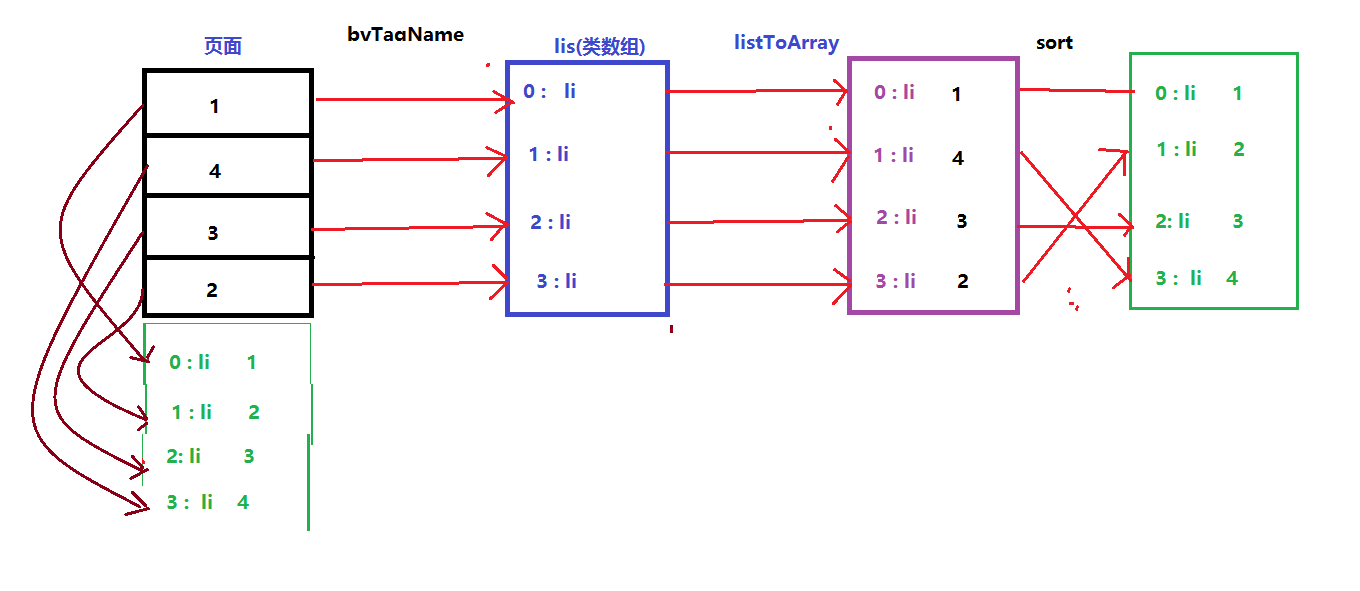 页面
bvTaqName
lis(类数组)
listToArray
sort
1
4
3
2
0 : li
1 : li
2 : li
3 : li
0 : li 1
1 : li 4
2 : li 3
3 : li 2
0 : li 1
1 : li 2
2: li 3
3 : li 4
0 : li 1
1 : li 2
2: li 3
3 : li 4